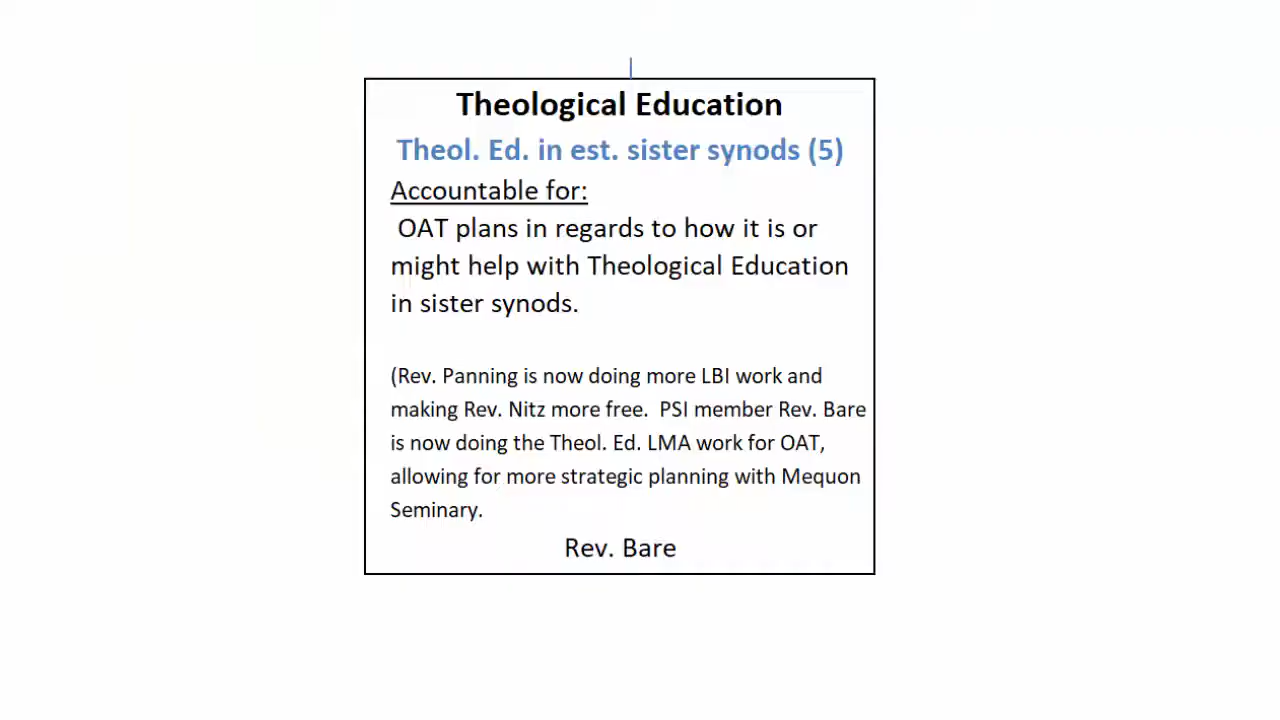 Theological Education
Theol. Ed. in est. sister synods (5)
Accountable for:
OAT plans in regards to how it is or
might help with Theological Education
in sister synods.
(Rev. Panning is now doing more LBI work and
making Rev. Nitz more free.  PSI member Rev. Bare
is now doing the Theol. Ed. LMA work for OAT,
allowing for more strategic planning with Mequon
Seminary.
Rev. Bare